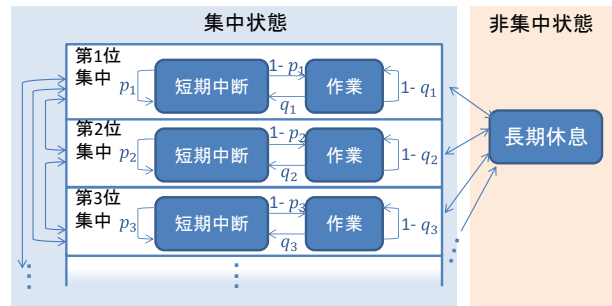 集中状態
非集中状態
第1位
集中
p₁
短期中断
1- p₁
q₁
作業
1- q₁
第2位
集中
p₂
短期中断
1- p₂
q₂
作業
1- q₂
長期休息
第3位
集中
p₃
短期中断
1- p₃
q₃
作業
1- q₃